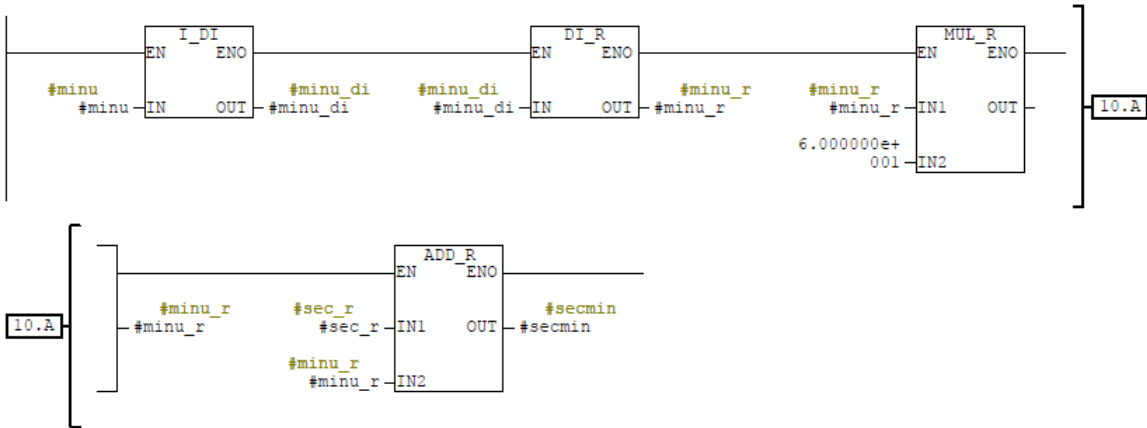 I_DI DI_R MUL_R
EN ENO EN ENO EN ENO
#minu #minu_di #minu_di #minu_r #minu_r
#minu IN OUT #minu_di #minu_di IN OUT #minu_r #minu_r IN1 OUT 10.A
6.000000e+
001 IN2
ADD_R
EN ENO
#minu_r #sec_r #secmin
10.A #minu_r #sec_r IN1 OUT #secmin
#minu_r
#minu_r IN2